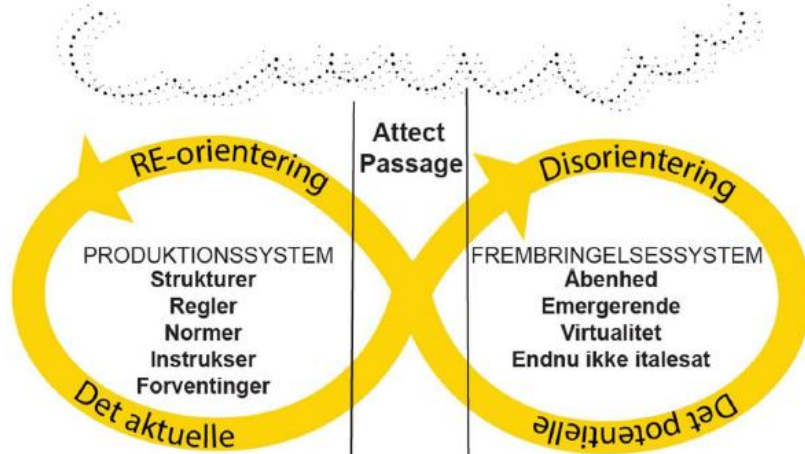 Attect
Passage
RE-orientering
Disorientering
PRODUKTIONSSYSTEM
Strukturer
Regler
Normer
Instrukser
Forventinger
FREMBRINGELSESSYSTEM
Åbenhed
Emergerende
Virtualitet
Endnu ikke italesat
Det aktuelle
Det potentielle